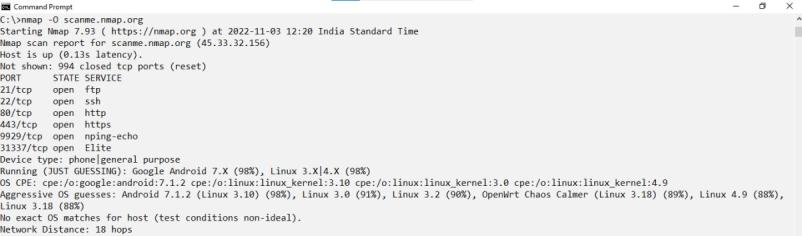 Command Prompt
C:\>nmap -O scanme.nmap.org
Starting Nmap 7.93 ( https://nmap.org ) at 2022-11-03 12:20 India Standard Time
Nmap scan report for scanme.nmap.org (45.33.32.156)
Host is up (0.13s latency).
Not shown: 994 closed tcp ports (reset)
PORT      STATE SERVICE
21/tcp    open  ftp
22/tcp    open  ssh
80/tcp    open  http
443/tcp   open  https
9929/tcp  open  nping-echo
31337/tcp open  Elite
Device type: phone|general purpose
Running (JUST GUESSING): Google Android 7.X (98%), Linux 3.X|4.X (98%)
OS CPE: cpe:/o:google:android:7.1.2 cpe:/o:linux:linux_kernel:3.10 cpe:/o:linux:linux_kernel:3.0 cpe:/o:linux:linux_kernel:4.9
Aggressive OS guesses: Android 7.1.2 (Linux 3.10) (98%), Linux 3.0 (91%), Linux 3.2 (90%), OpenWrt Chaos Calmer (Linux 3.18) (89%), Linux 4.9 (88%),
Linux 3.18 (88%)
No exact OS matches for host (test conditions non-ideal).
Network Distance: 18 hops